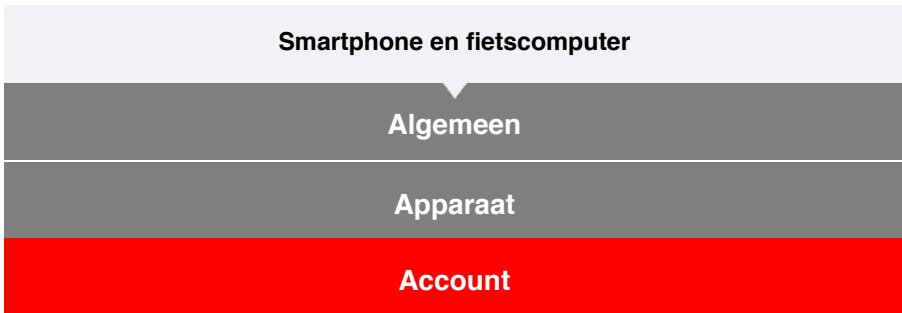 Smartphone en fietscomputer
Algemeen
Apparaat
Account